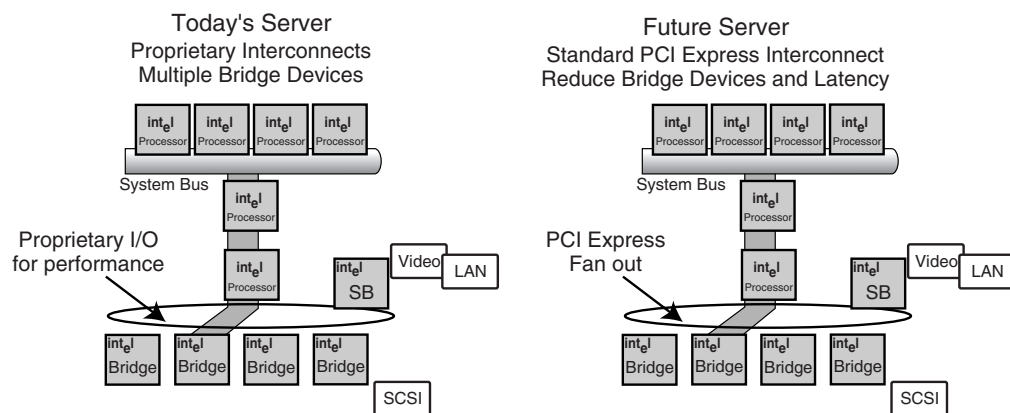 Today's Server
Proprietary Interconnects
Multiple Bridge Devices
intel
Processor
intel
Processor
intel
Processor
intel
Processor
System Bus
intel
Processor
Proprietary I/O
for performance
intel
Processor
intel
SB
Video
LAN
intel
Bridge
intel
Bridge
intel
Bridge
intel
Bridge
SCSI
Future Server
Standard PCI Express Interconnect
Reduce Bridge Devices and Latency
intel
Processor
intel
Processor
intel
Processor
intel
Processor
System Bus
intel
Processor
PCI Express
Fan out
intel
Processor
intel
SB
Video
LAN
intel
Bridge
intel
Bridge
intel
Bridge
intel
Bridge
SCSI